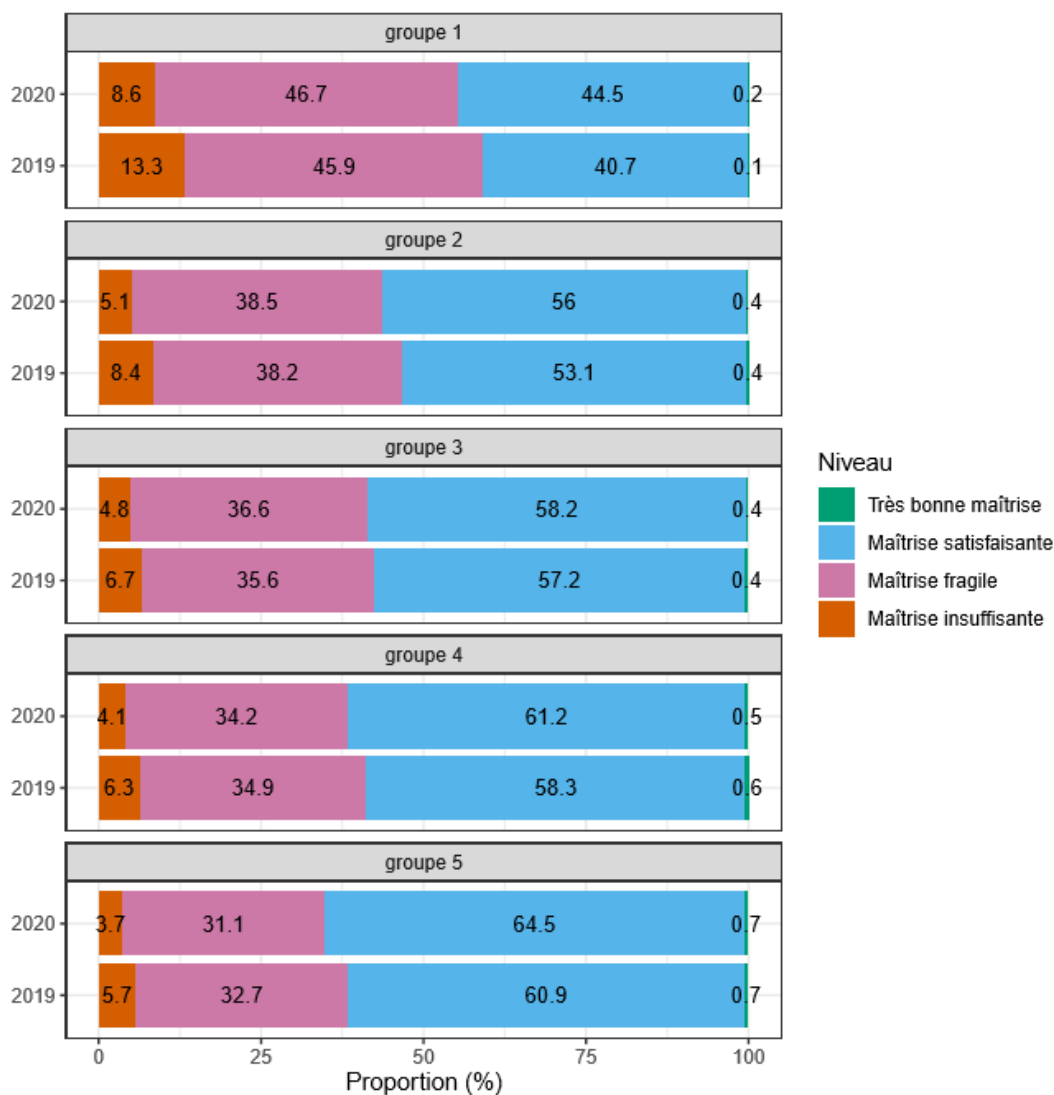 groupe 1
2020 8.6 46.7 44.5 0.2
2019 13.3 45.9 40.7 0.1
groupe 2
2020 5.1 38.5 56 0.4
2019 8.4 38.2 53.1 0.4
groupe 3
2020 4.8 36.6 58.2 0.4
2019 6.7 35.6 57.2 0.4
groupe 4
2020 4.1 34.2 61.2 0.5
2019 6.3 34.9 58.3 0.6
groupe 5
2020 3.7 31.1 64.5 0.7
2019 5.7 32.7 60.9 0.7
0 25 50 75 100
Proportion (%)
Niveau
Très bonne maîtrise
Maîtrise satisfaisante
Maîtrise fragile
Maîtrise insuffisante